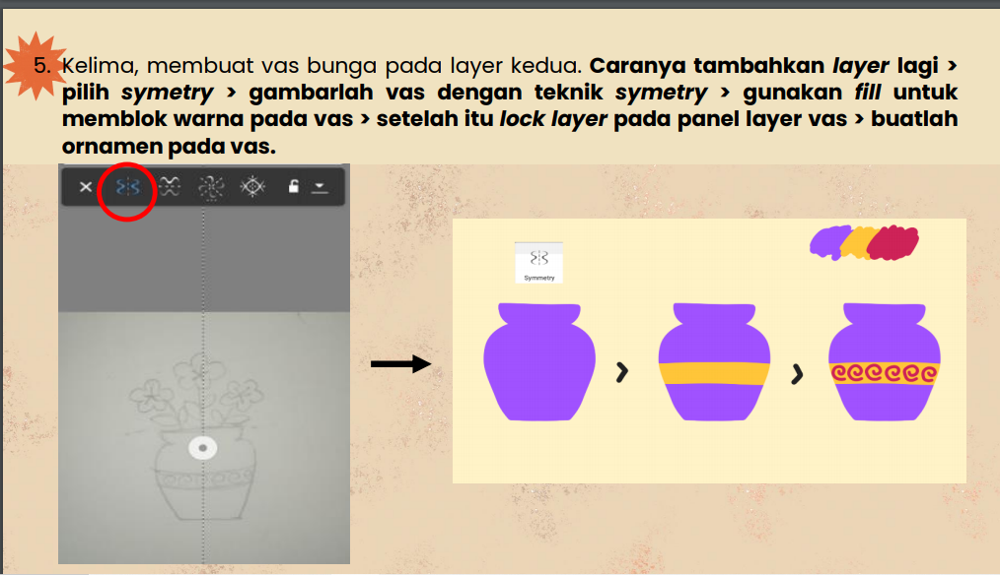 5. Kelima, membuat vas bunga pada layer kedua. Caranya tambahkan layer lagi >
pilih symetry > gambarlah vas dengan teknik symetry > gunakan fill untuk
memblok warna pada vas > setelah itu lock layer pada panel layer vas > buatlah
ornamen pada vas.
Symmetry